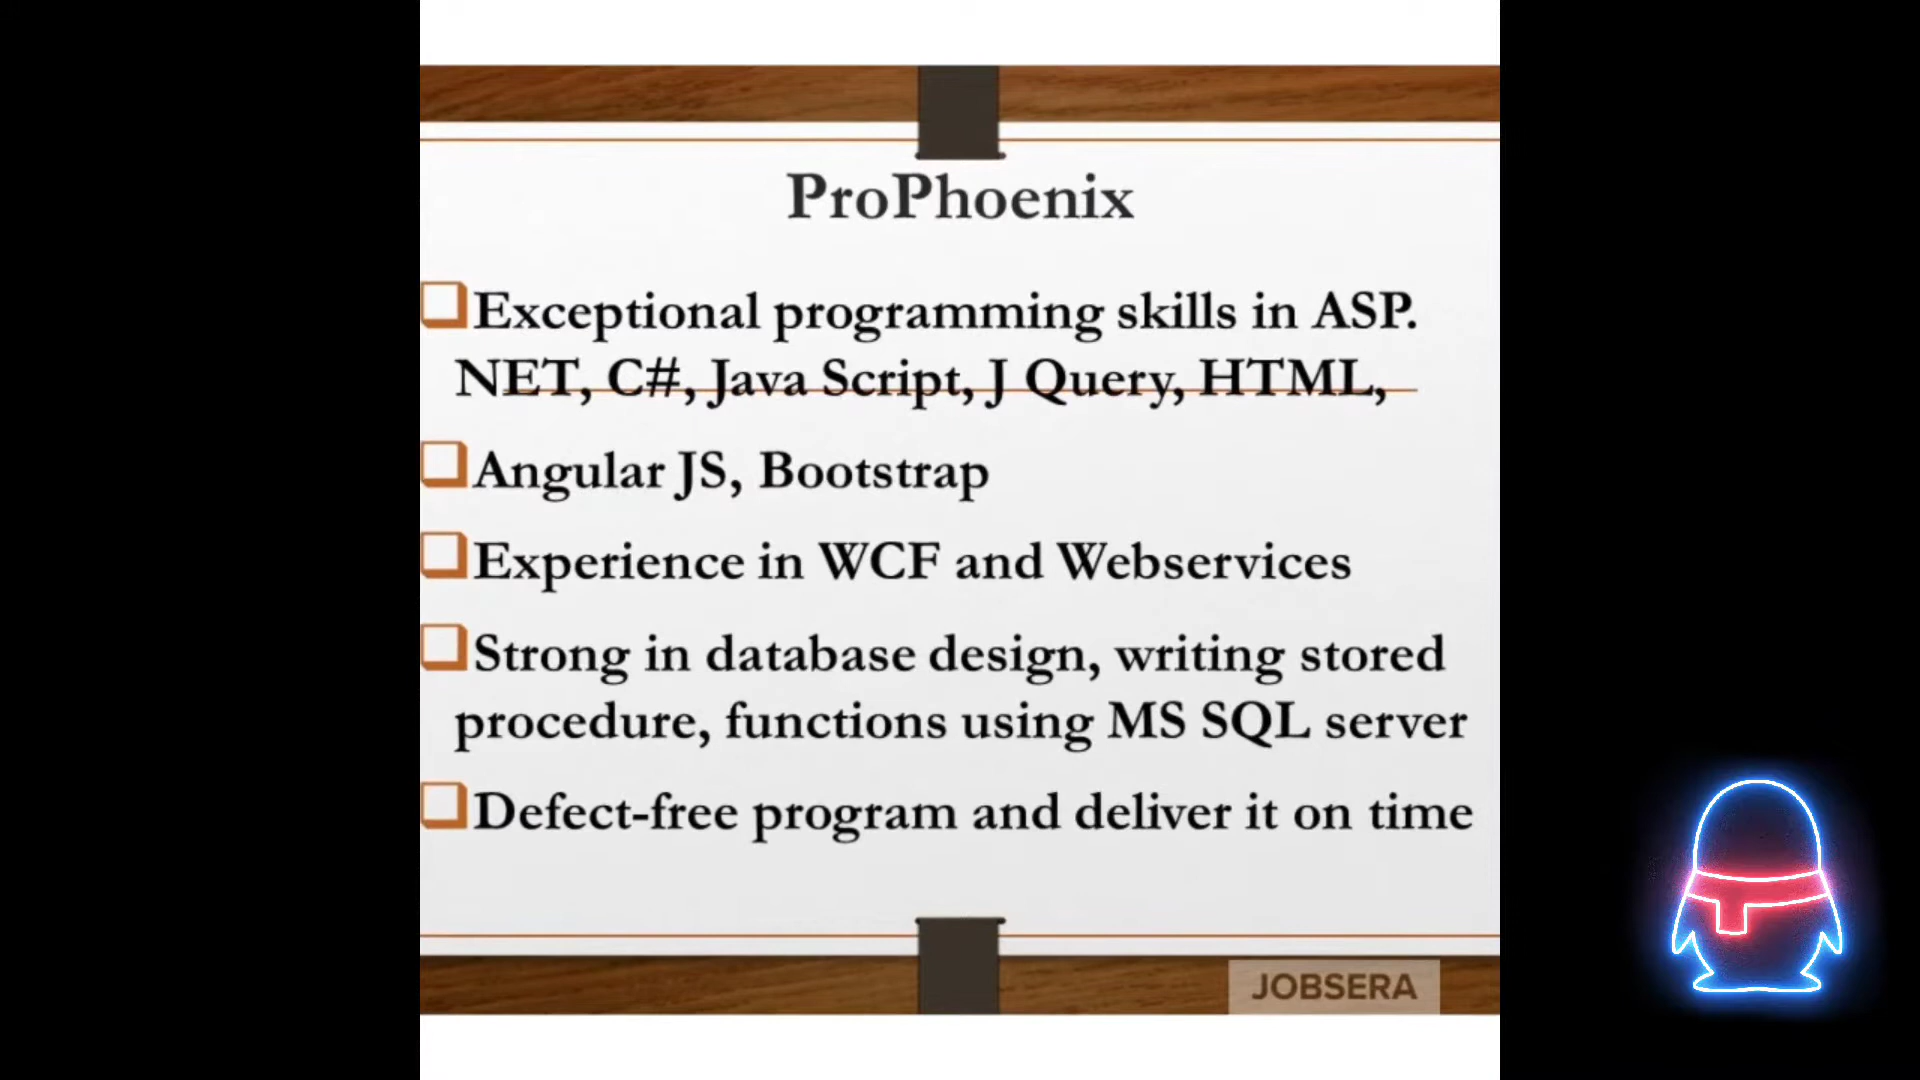 ProPhoenix
Exceptional programming skills in ASP.
NET, C#, Java Script, J Query, HTML,
Angular JS, Bootstrap
Experience in WCF and Webservices
Strong in database design, writing stored
procedure, functions using MS SQL server
Defect-free program and deliver it on time
JOBSERA